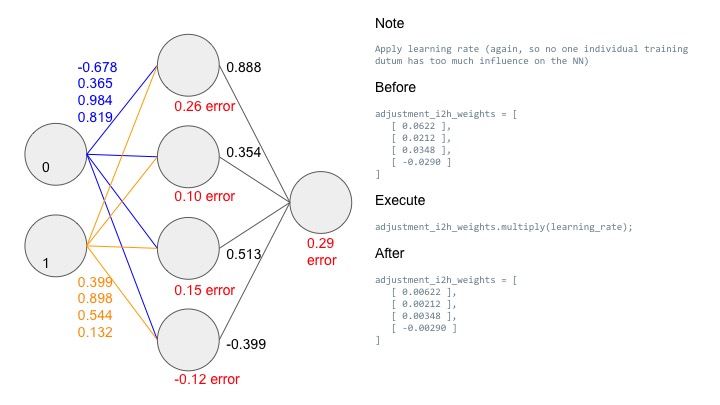 -0.678
0.365
0.984
0.819
0
1
0.399
0.898
0.544
0.132
0.888
0.26 error
0.354
0.10 error
0.513
0.15 error
-0.399
-0.12 error
0.29
error
Note
Apply learning rate (again, so no one individual training
dutum has too much influence on the NN)
Before
adjustment_i2h_weights = [
[ 0.0622 ],
[ 0.0212 ],
[ 0.0348 ],
[ -0.0290 ]
]
Execute
adjustment_i2h_weights.multiply(learning_rate);
After
adjustment_i2h_weights = [
[ 0.00622 ],
[ 0.00212 ],
[ 0.00348 ],
[ -0.00290 ]
]